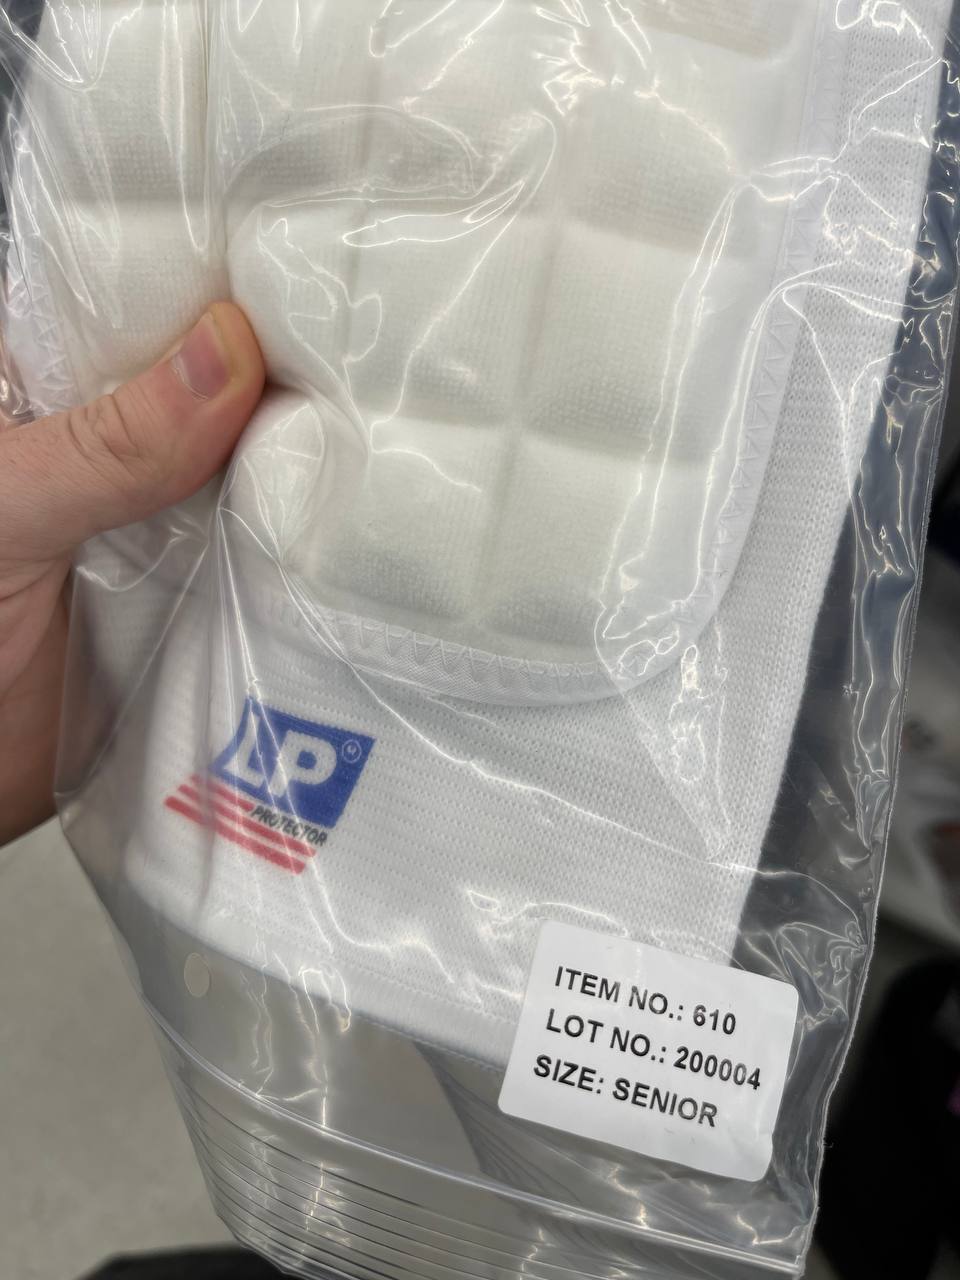 LP®
PROTECTOR
ITEM NO.: 610
LOT NO.: 200004
SIZE: SENIOR